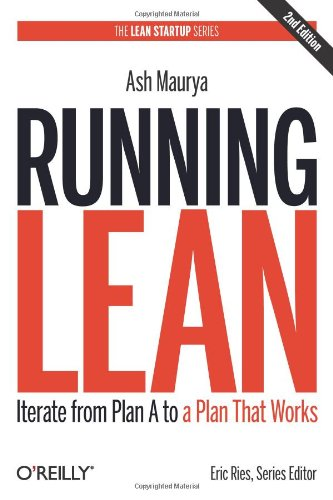 THE LEAN STARTUP SERIES
2nd Edition
Ash Maurya
RUNNING
LEAN
Iterate from Plan A to a Plan That Works
O'REILLY®
Eric Ries, Series Editor